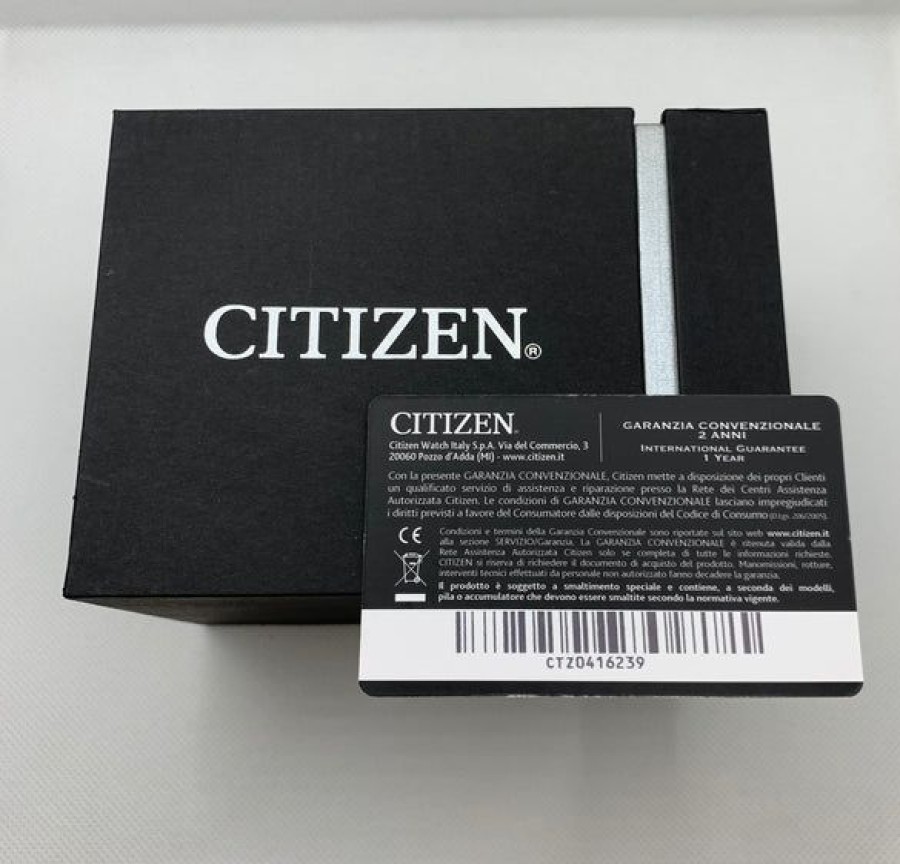 CITIZEN®
CITIZEN
Citizen Watch Italy S.p.A. Via del Commercio, 3
20060 Pozzo d'Adda (MI) - www.citizen.it
GARANZIA CONVENZIONALE
2 ANNI
INTERNATIONAL GUARANTEE
1 YEAR
Con la presente GARANZIA CONVENZIONALE, Citizen mette a disposizione dei propri Clienti
un qualificato servizio di assistenza e riparazione presso la Rete dei Centri Assistenza
Autorizzata Citizen. Le condizioni di GARANZIA CONVENZIONALE lasciano impregiudicati
i diritti previsti a favore del Consumatore dalle disposizioni del Codice di Consumo (D.lgs. 206/2005).
CE
Condizioni e termini della Garanzia Convenzionale sono riportate sul sito web www.citizen.it
alla sezione SERVIZIO/Garanzia. La GARANZIA CONVENZIONALE è ritenuta valida dalla
Rete Assistenza Autorizzata Citizen solo se completa di tutte le informazioni richieste.
CITIZEN si riserva di richiedere il documento di acquisto del prodotto. Manomissioni, rotture,
interventi tecnici effettuati da personale non autorizzato fanno decadere la garanzia.
Il prodotto è soggetto a smaltimento speciale e contiene, a seconda dei modelli,
pila o accumulatore che devono essere smaltite secondo la normativa vigente.
CTZ0416239